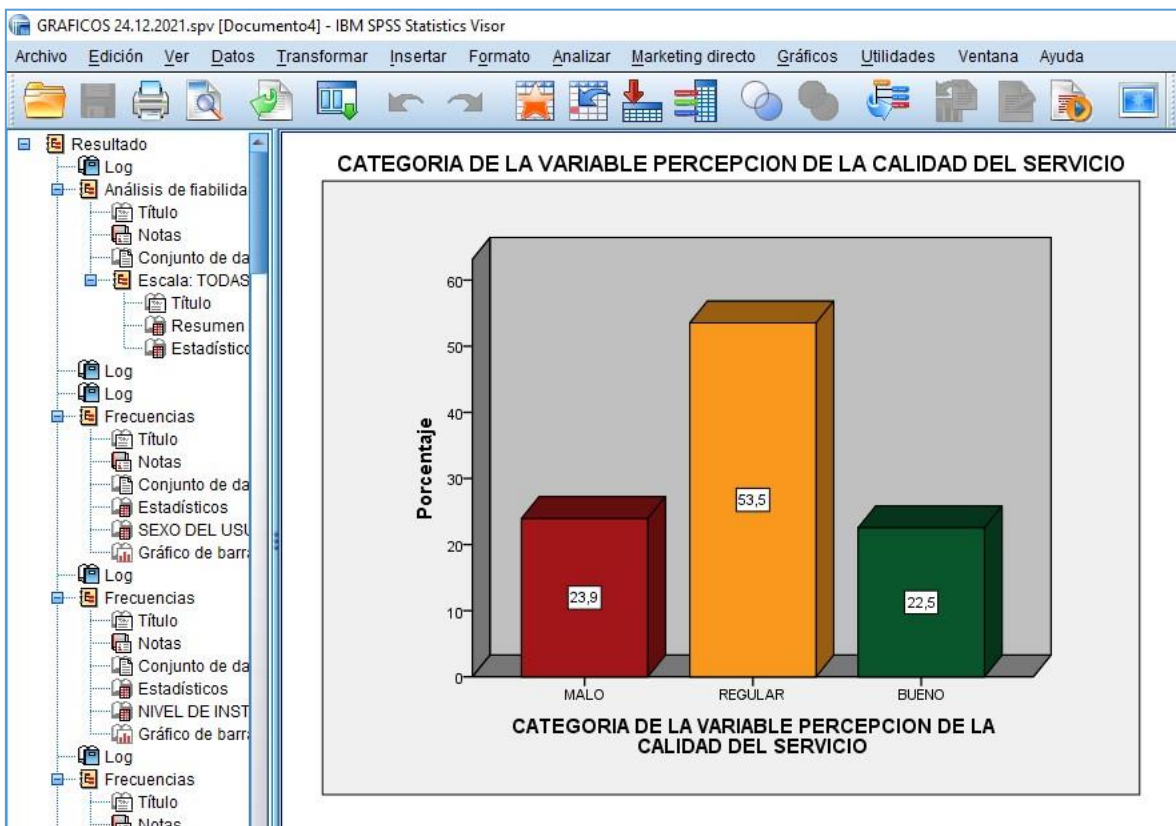 GRAFICOS 24.12.2021.spv [Documento4] - IBM SPSS Statistics Visor
Archivo Edición Ver Datos Transformar Insertar Formato Analizar Marketing directo Gráficos Utilidades Ventana Ayuda
Resultado
Log
Análisis de fiabilida
Título
Notas
Conjunto de da
Escala: TODAS
Título
Resumen
Estadístic
Log
Log
Frecuencias
Título
Notas
Conjunto de da
Estadísticos
SEXO DEL USU
Gráfico de barr
Log
Frecuencias
Título
Notas
Conjunto de da
Estadísticos
NIVEL DE INST
Gráfico de barr
Log
Frecuencias
Título
Notas
CATEGORIA DE LA VARIABLE PERCEPCION DE LA CALIDAD DEL SERVICIO
Porcentaje
60
50
40
30
20
10
0
23,9
53,5
22,5
MALO REGULAR BUENO
CATEGORIA DE LA VARIABLE PERCEPCION DE LA
CALIDAD DEL SERVICIO